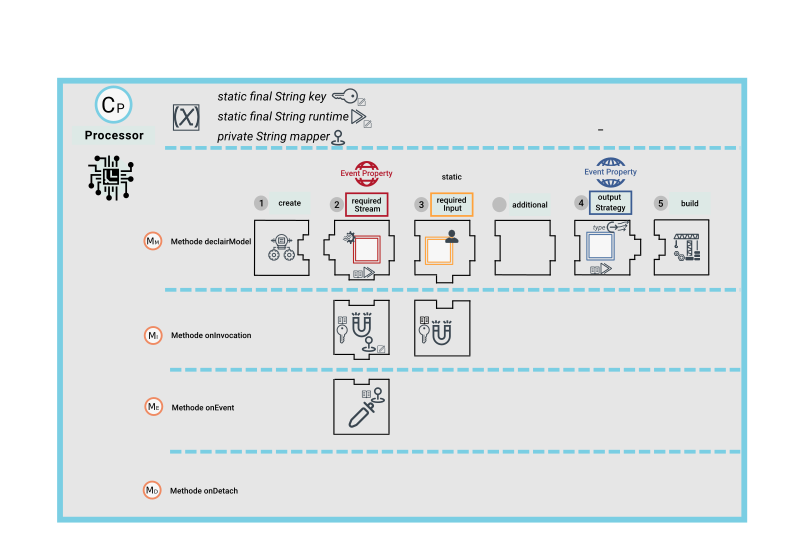 CP
Processor
(X)
static final String key
static final String runtime
private String mapper
–
Event Property
static
Event Property
1 create
2 required Stream
3 required Input
additional
4 output Strategy
5 build
type
MM Methode declairModel
MI Methode onInvocation
ME Methode onEvent
MD Methode onDetach